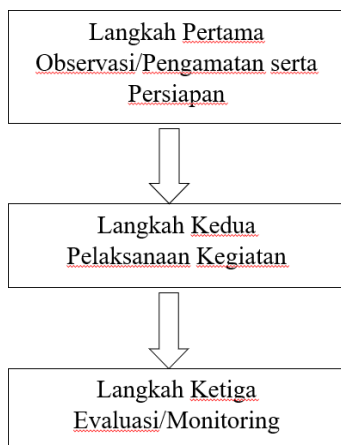 Langkah Pertama
Observasi/Pengamatan serta
Persiapan
Langkah Kedua
Pelaksanaan Kegiatan
Langkah Ketiga
Evaluasi/Monitoring